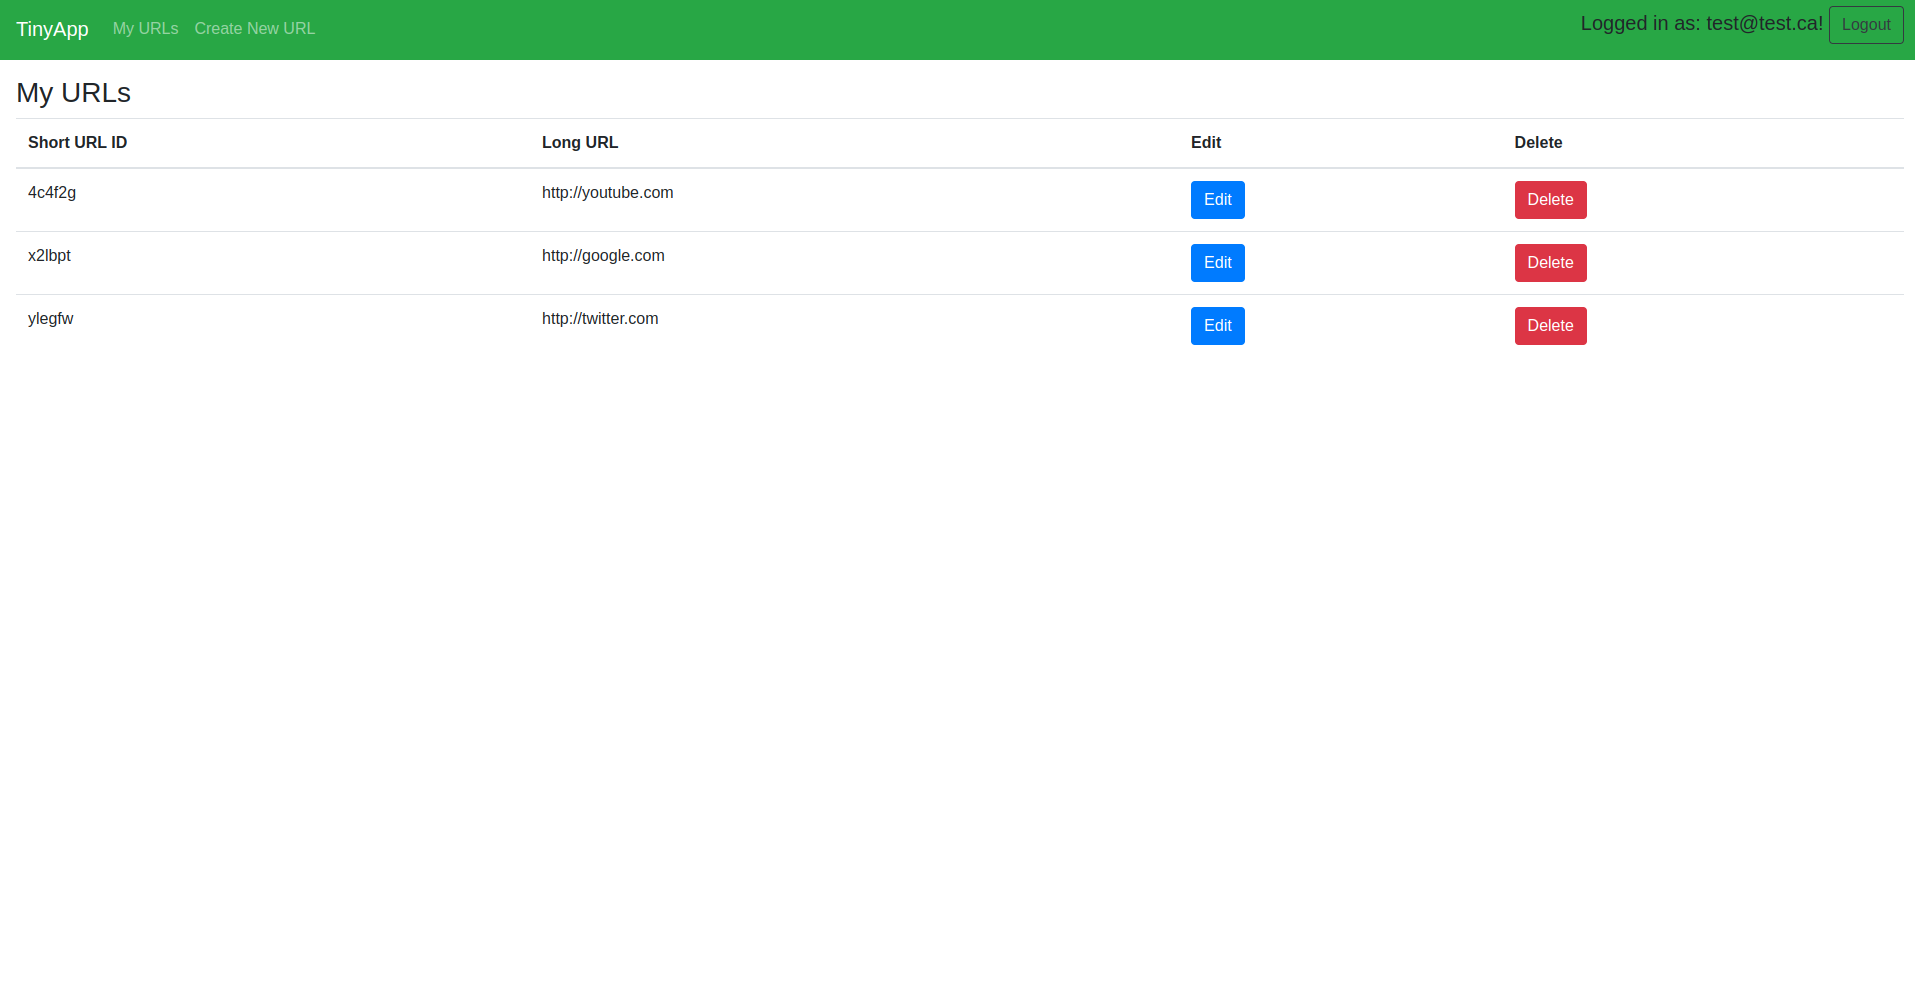 TinyApp My URLs Create New URL Logged in as: test@test.ca! Logout
My URLs
Short URL ID Long URL Edit Delete
4c4f2g http://youtube.com Edit Delete
x2lbpt http://google.com Edit Delete
ylegfw http://twitter.com Edit Delete